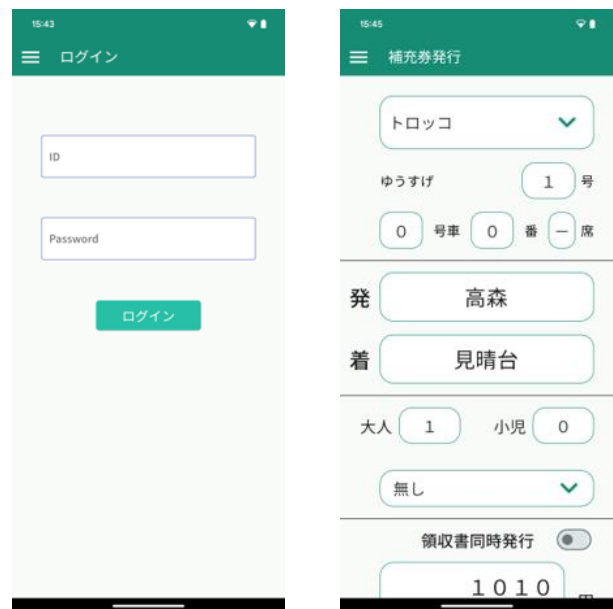 15:43
ログイン
ID
Password
ログイン
15:45
補充券発行
トロッコ
ゆうすげ 1 号
0 号車 0 番 ー 席
発 高森
着 見晴台
大人 1 小児 0
無し
領収書同時発行
1010